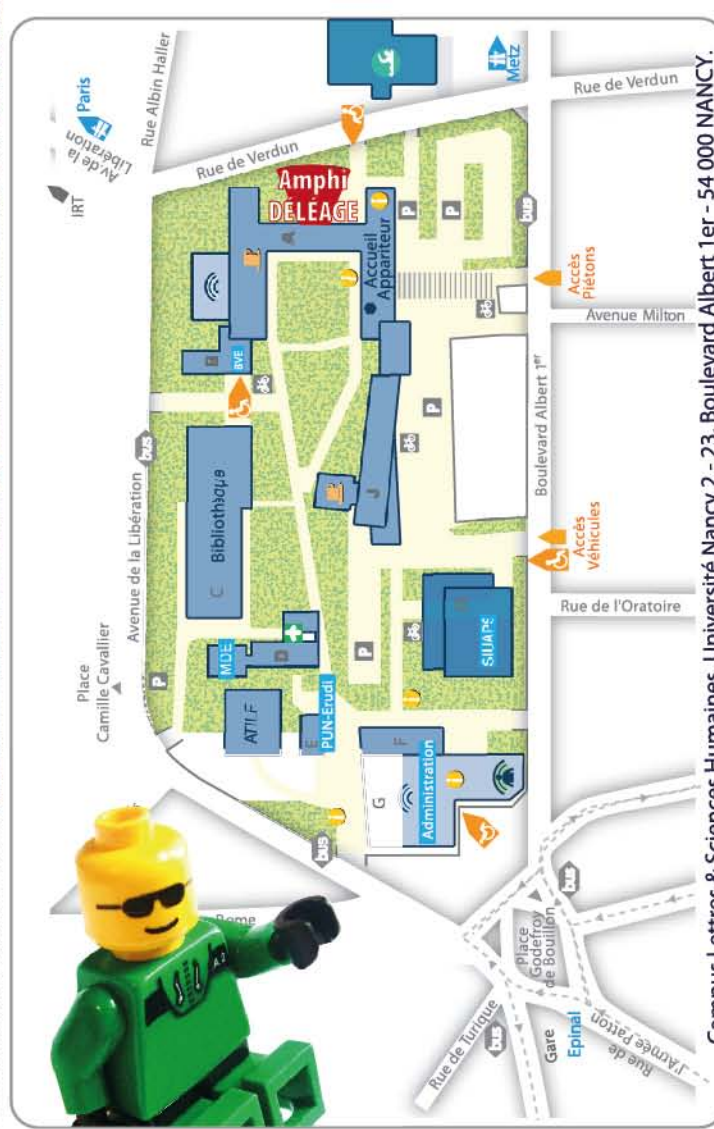 IRT
Av. de la
Libération
Paris
Rue Albin Haller
Rue de Verdun
Metz
Rue de Verdun
Place
Camille Cavallier
Avenue de la Libération
bus
P
Amphi
DÉLÉAGE
A
Accueil
Appariteur
i
i
P
P
bus
BVE
C
Bibliothèque
MDE
D
ATILF
E
PUN-Erudi
P
J
P
SIUAPS
i
F
G
Administration
i
i
bus
Rome
Accès
Piétons
Avenue Milton
Boulevard Albert 1er
Accès
Véhicules
Rue de l'Oratoire
Place
Godefroy
de Bouillon
bus
Rue de Turique
bus
Gare
Epinal
Rue de
l'Armée Patton
Campus Lettres & Sciences Humaines, Université Nancy 2 - 23, Boulevard Albert 1er - 54 000 NANCY.